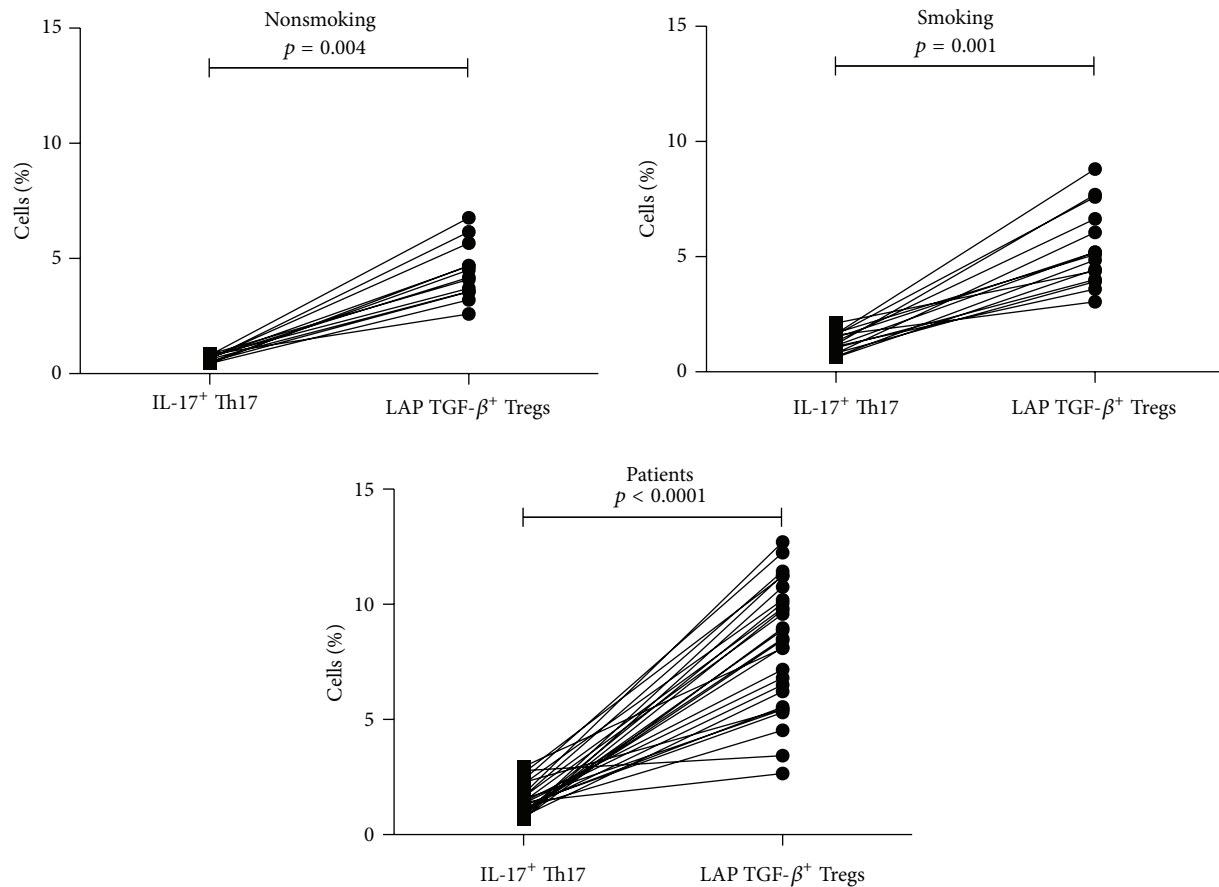 Nonsmoking
p = 0.004
15
10
5
0
Cells (%)
IL-17⁺ Th17
LAP TGF-β⁺ Tregs
Smoking
p = 0.001
15
10
5
0
Cells (%)
IL-17⁺ Th17
LAP TGF-β⁺ Tregs
Patients
p < 0.0001
15
10
5
0
Cells (%)
IL-17⁺ Th17
LAP TGF-β⁺ Tregs